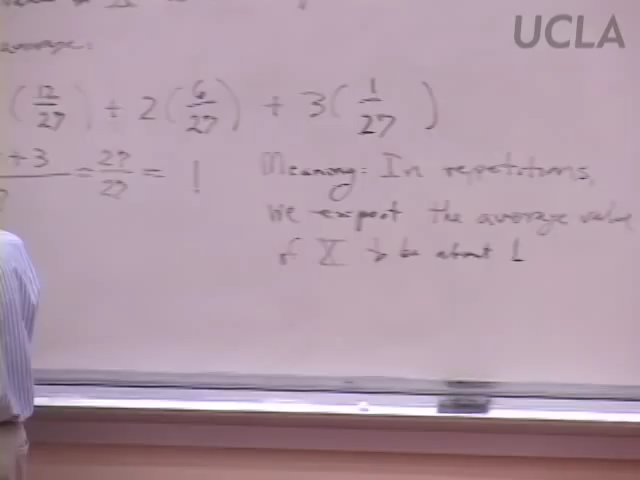 UCLA
average:
(12/27) + 2(6/27) + 3(1/27)
+3 = 27/27 = 1
Meaning: In repetitions,
we expect the average value
of X to be about 1